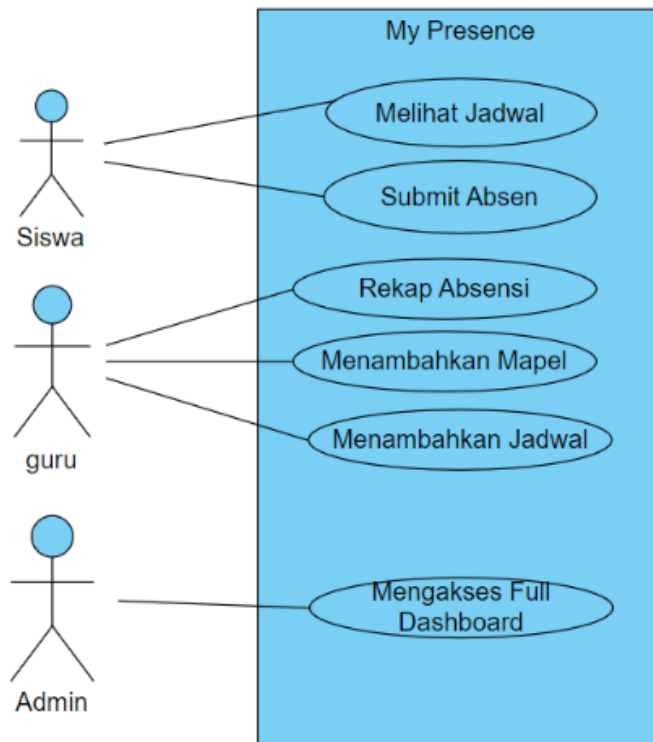 My Presence
Melihat Jadwal
Submit Absen
Siswa
Rekap Absensi
Menambahkan Mapel
Menambahkan Jadwal
guru
Mengakses Full
Dashboard
Admin